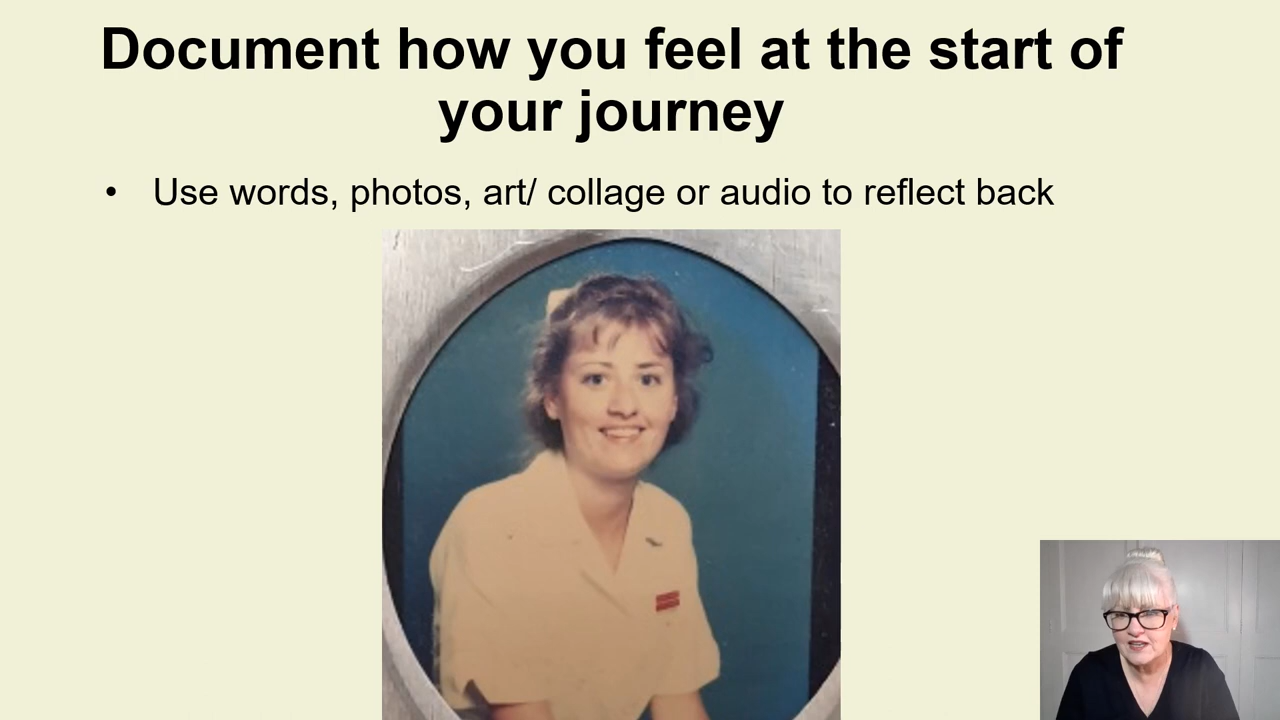 Document how you feel at the start of
your journey
• Use words, photos, art/ collage or audio to reflect back